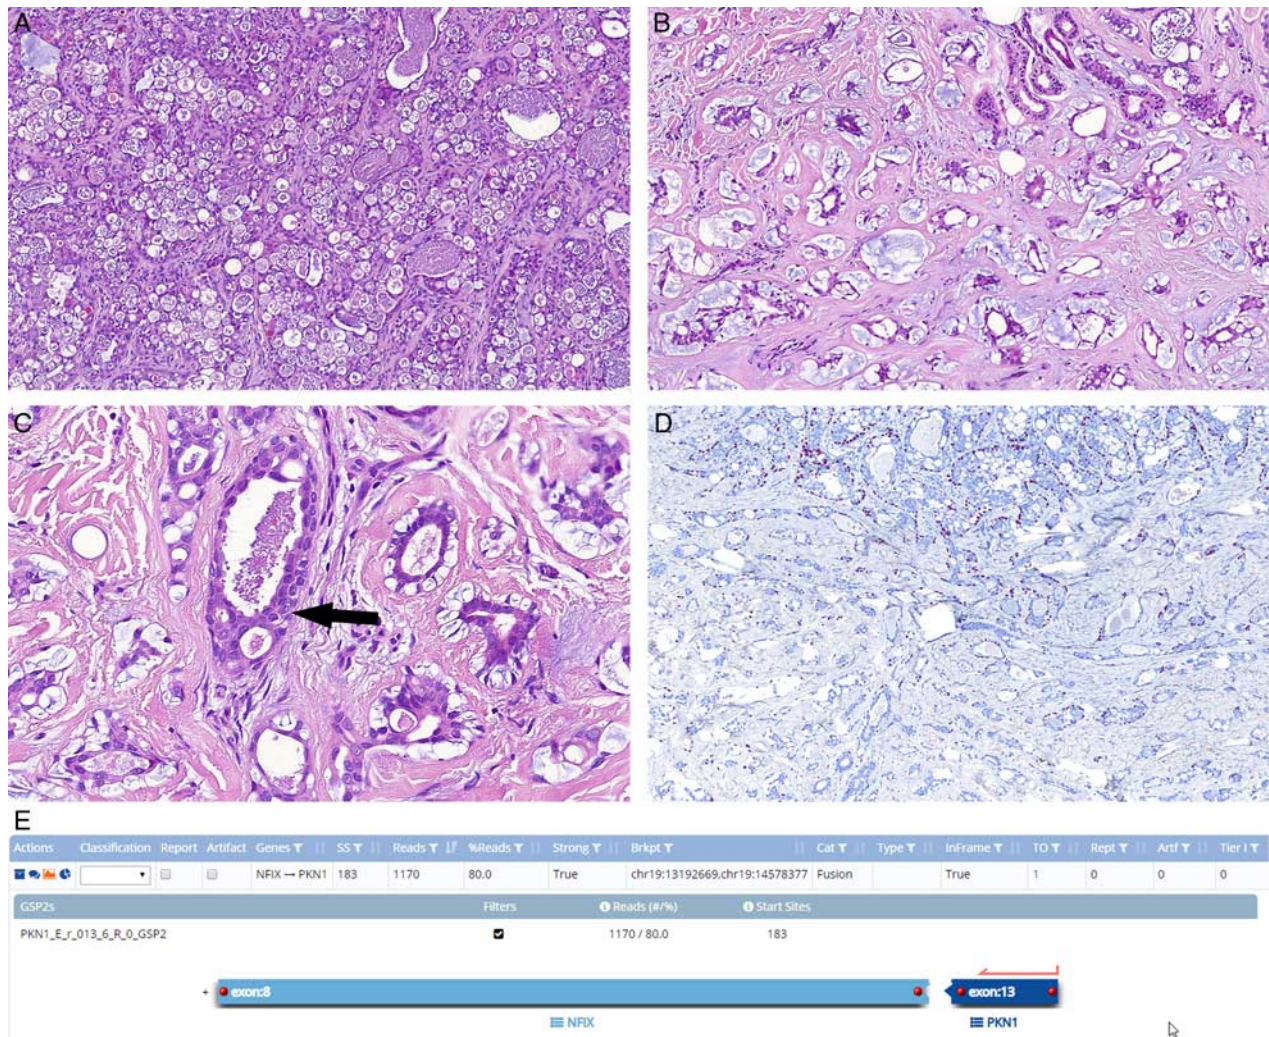 A
B
C
D
E
Actions Classification Report Artifact Genes SS Reads %Reads Strong Brkpt Cat Type InFrame TO Rept Artf Tier I
NFIX → PKN1 183 1170 80.0 True chr19:13192669,chr19:14578377 Fusion True 1 0 0 0
GSP2s Filters Reads (#/%) Start Sites
PKN1_E_r_013_6_R_0_GSP2 1170 / 80.0 183
+ exon:8 exon:13
NFIX PKN1